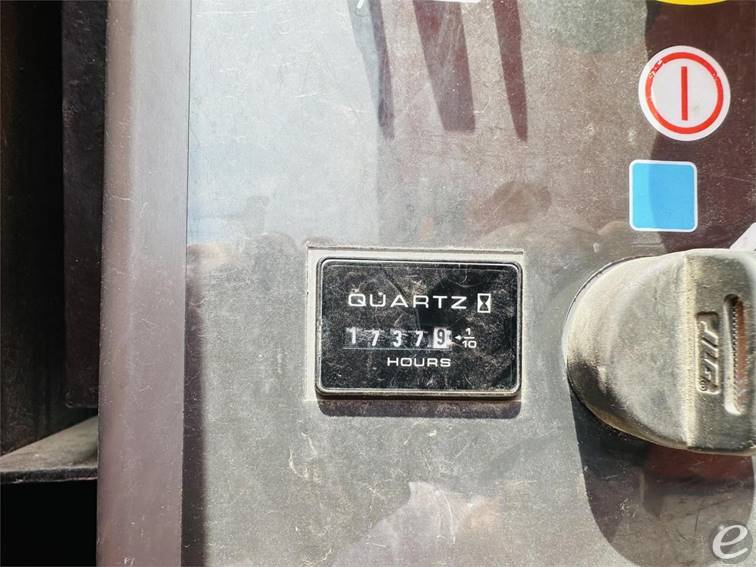 QUARTZ
17379 1/10
HOURS
JLG®
e